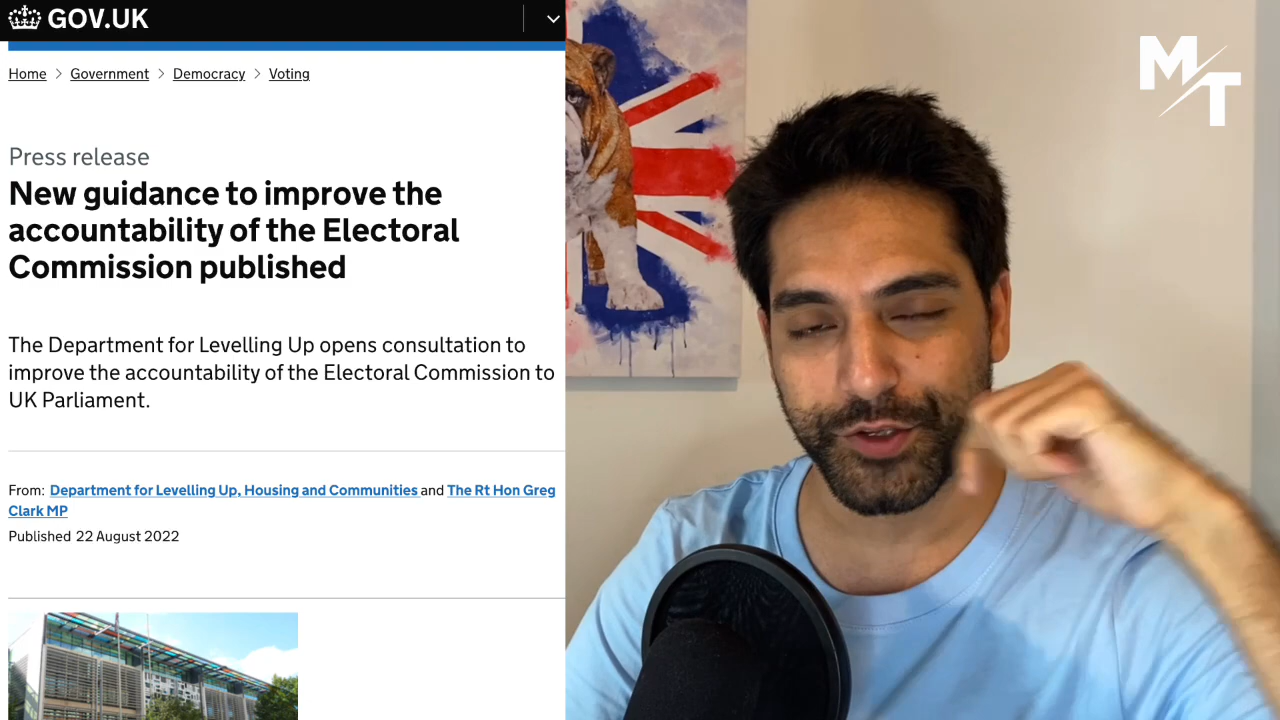 GOV.UK
Home > Government > Democracy > Voting
Press release
New guidance to improve the
accountability of the Electoral
Commission published
The Department for Levelling Up opens consultation to
improve the accountability of the Electoral Commission to
UK Parliament.
From: Department for Levelling Up, Housing and Communities and The Rt Hon Greg
Clark MP
Published 22 August 2022
M/T